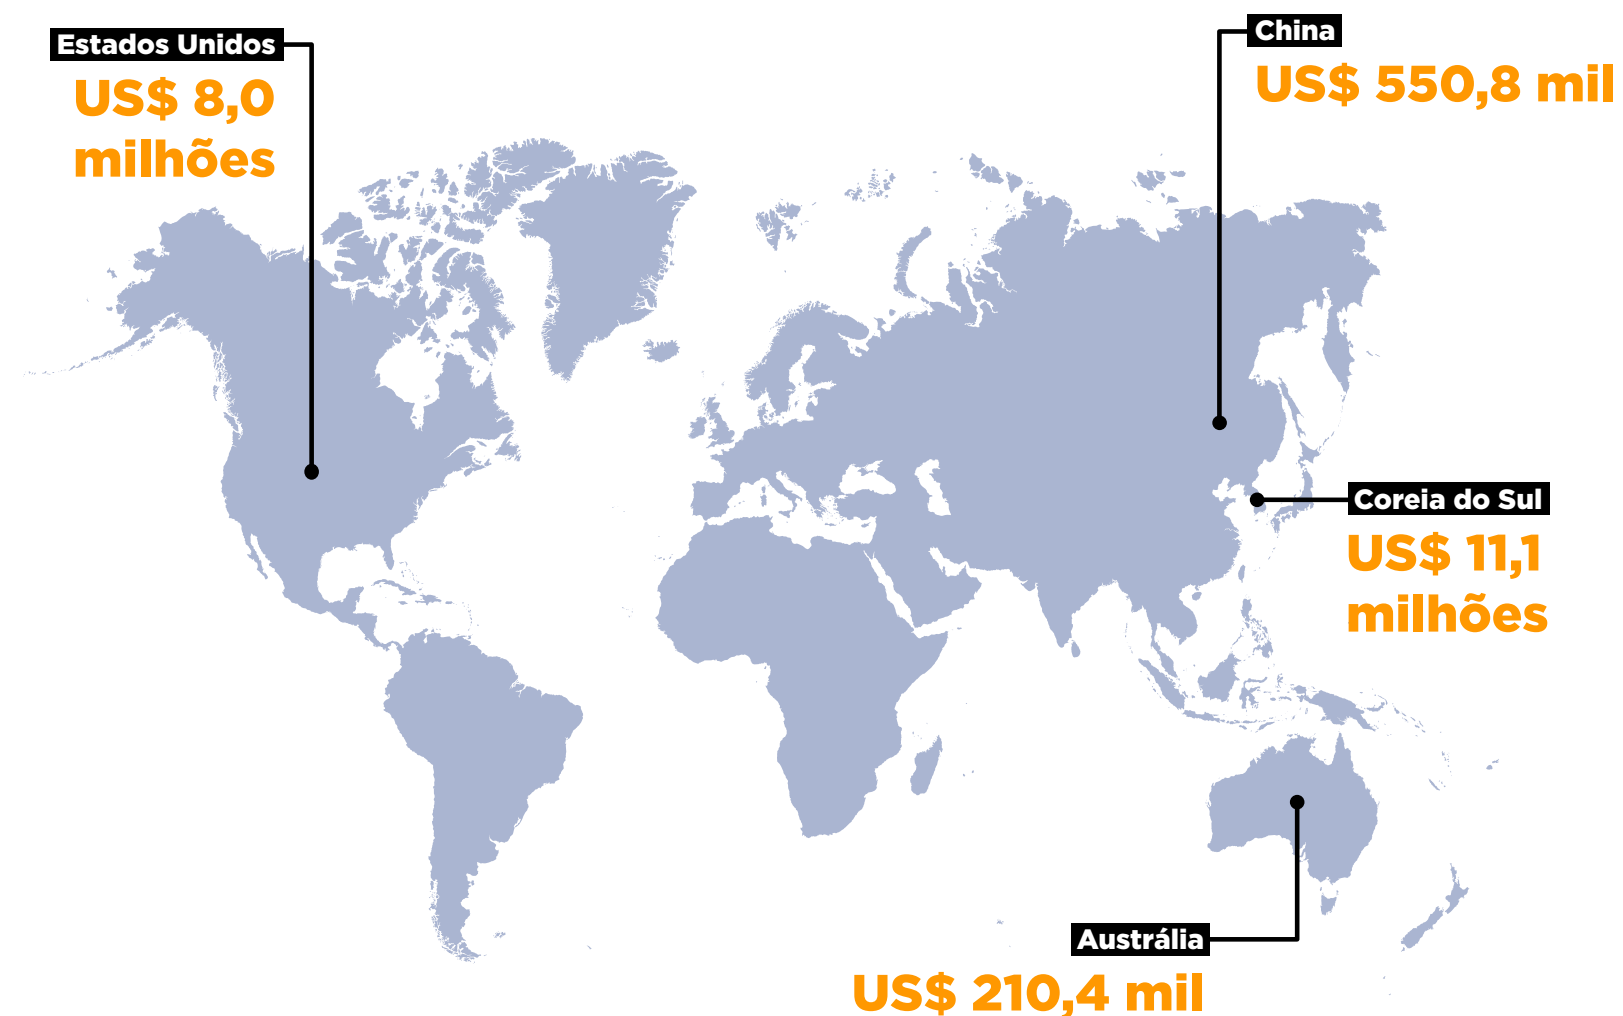 Estados Unidos
US$ 8,0
milhões
China
US$ 550,8 mil
Coreia do Sul
US$ 11,1
milhões
Austrália
US$ 210,4 mil